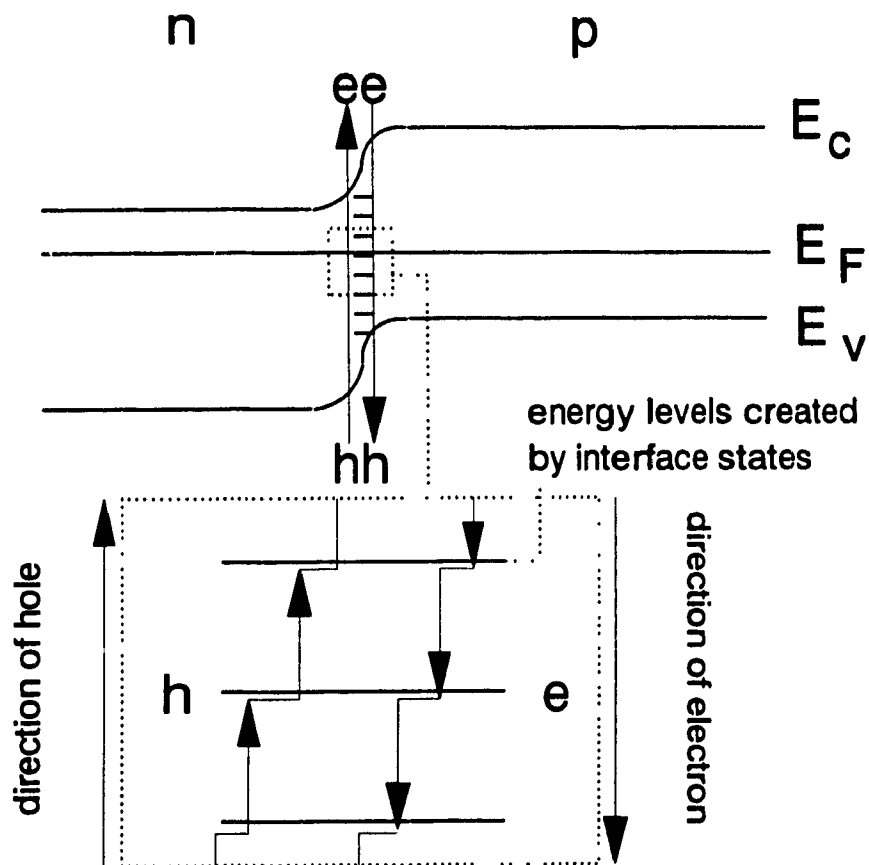 n
p
ee
E_C
E_F
E_V
hh
energy levels created
by interface states
direction of hole
h
e
direction of electron